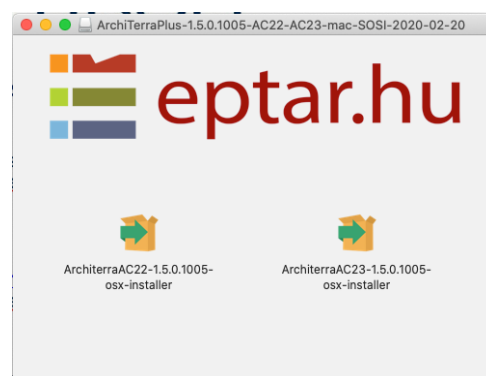 ArchiTerraPlus-1.5.0.1005-AC22-AC23-mac-SOSI-2020-02-20
eptar.hu
ArchiterraAC22-1.5.0.1005-
osx-installer
ArchiterraAC23-1.5.0.1005-
osx-installer